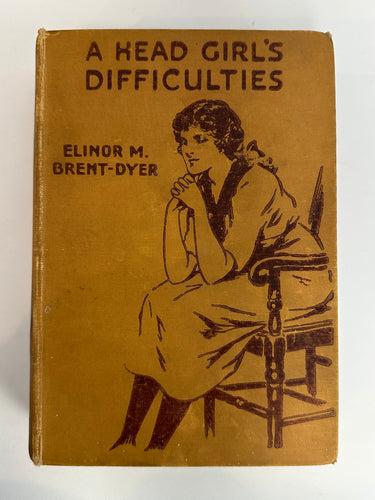 A HEAD GIRL'S
DIFFICULTIES
ELINOR M.
BRENT-DYER